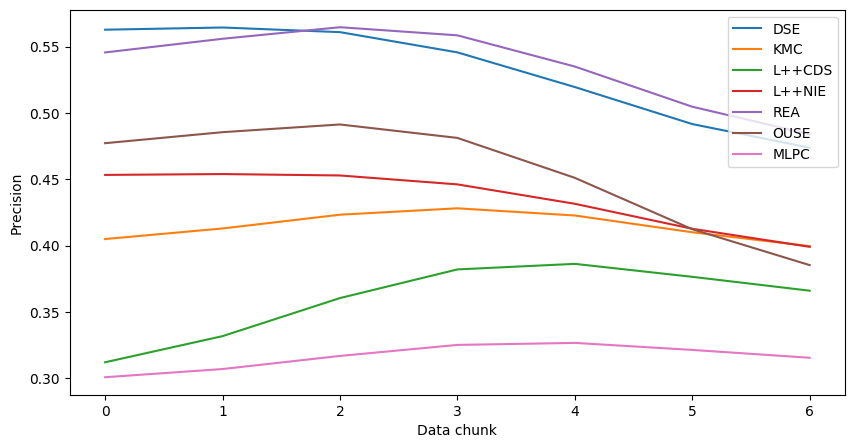 Precision
0.55
0.50
0.45
0.40
0.35
0.30
0 1 2 3 4 5 6
Data chunk
DSE
KMC
L++CDS
L++NIE
REA
OUSE
MLPC